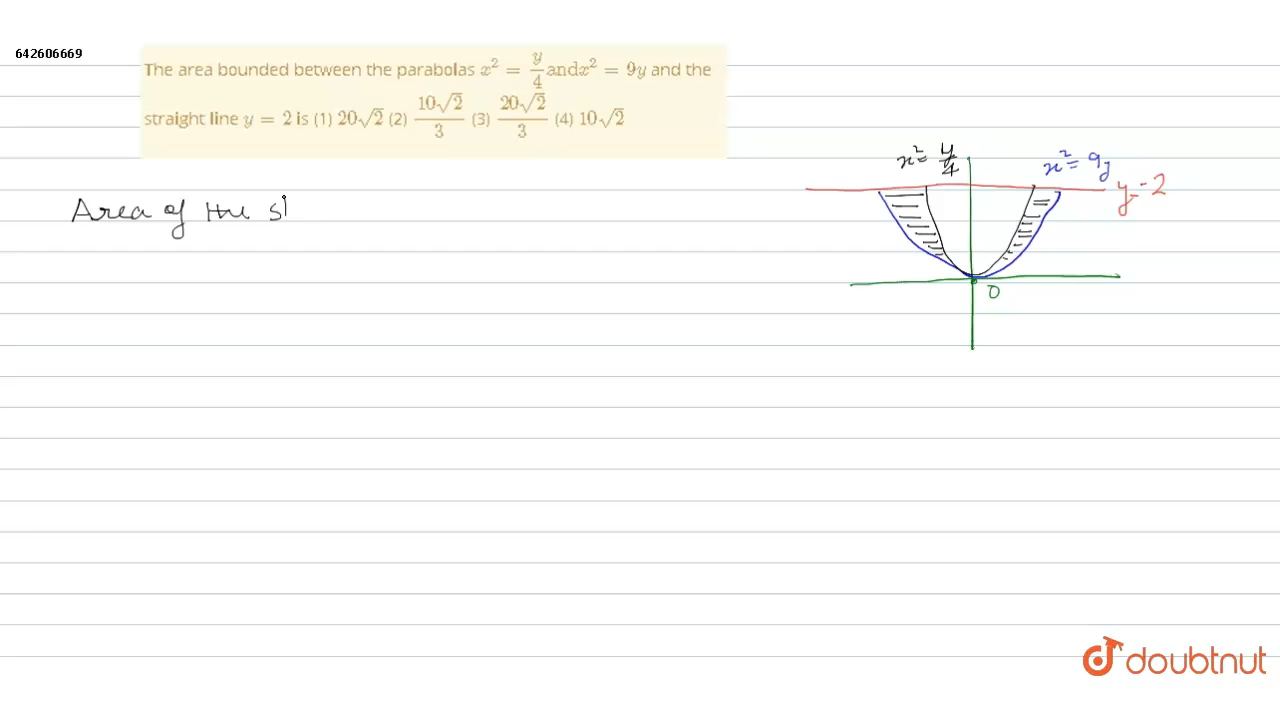 642606669
The area bounded between the parabolas x² = y/4 andx² = 9y and the
straight line y = 2 is (1) 20√2 (2) 10√2/3 (3) 20√2/3 (4) 10√2
x² = y/4
x² = 9y
y = 2
Area of the s
0
doubtnut